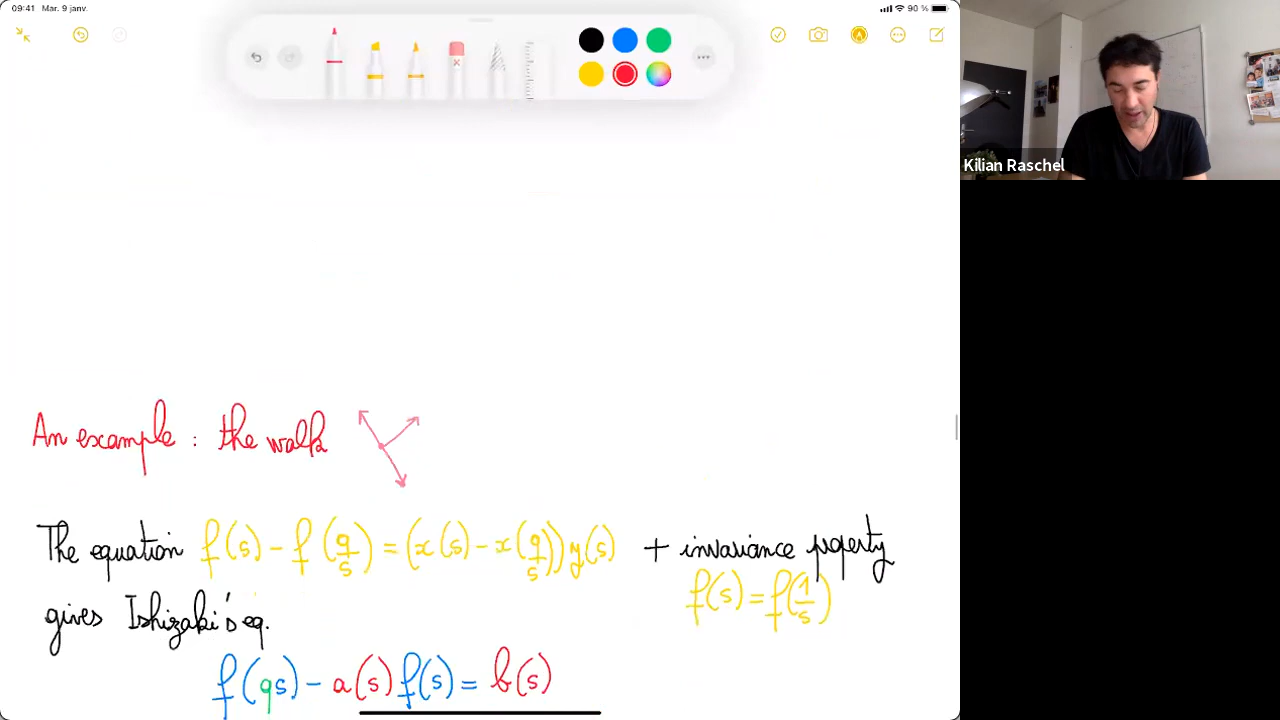 09:41 Mar. 9 janv.
90 %
Kilian Raschel
An example : the walk
The equation f(s) - f(q/s) = (x(s) - x(q/s)) y(s) + invariance poperty
f(s) = f(1/s)
gives Ishizaki's eq.
f(qs) - a(s) f(s) = b(s)